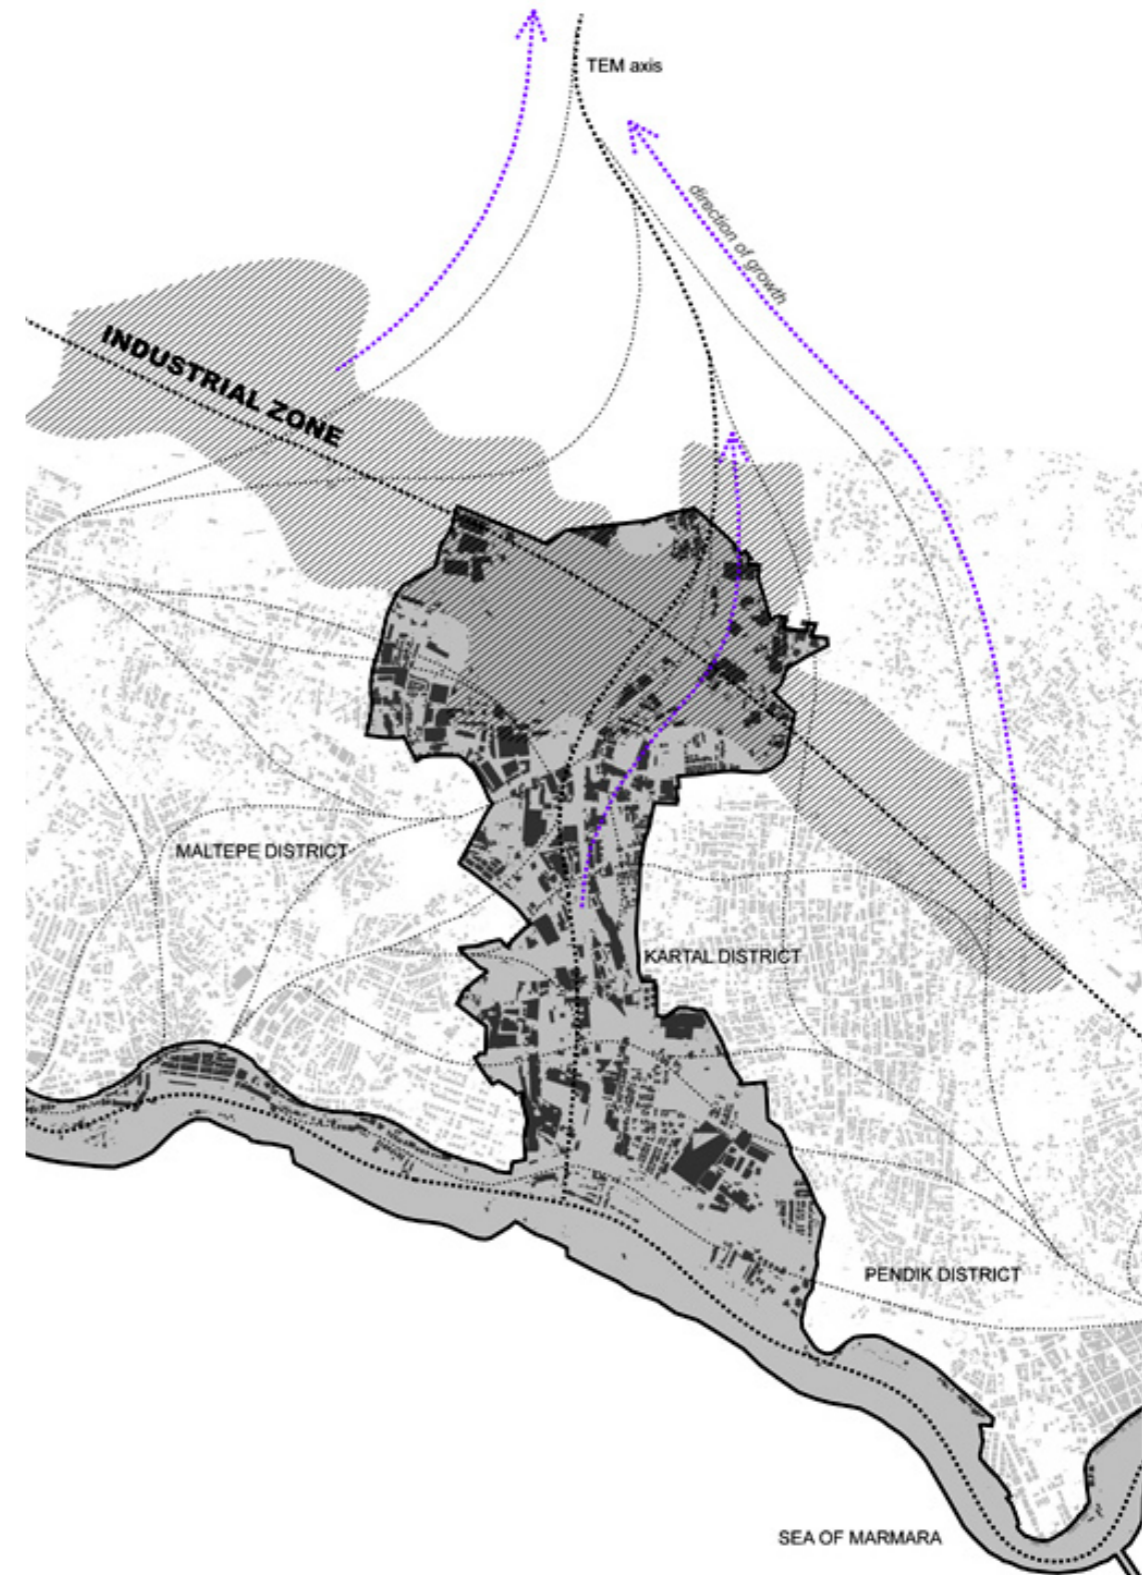 TEM axis
direction of growth
INDUSTRIAL ZONE
MALTEPE DISTRICT
KARTAL DISTRICT
PENDIK DISTRICT
SEA OF MARMARA